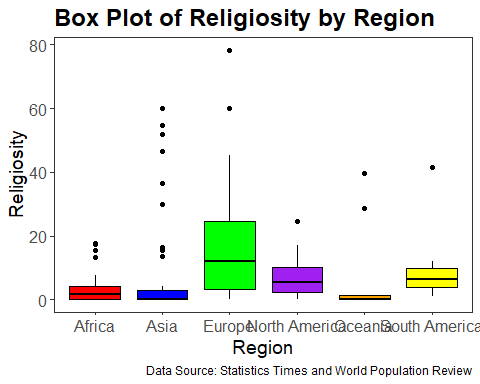 Box Plot of Religiosity by Region
80
60
40
20
0
Religiosity
Africa Asia Europe North America Oceania South America
Region
Data Source: Statistics Times and World Population Review